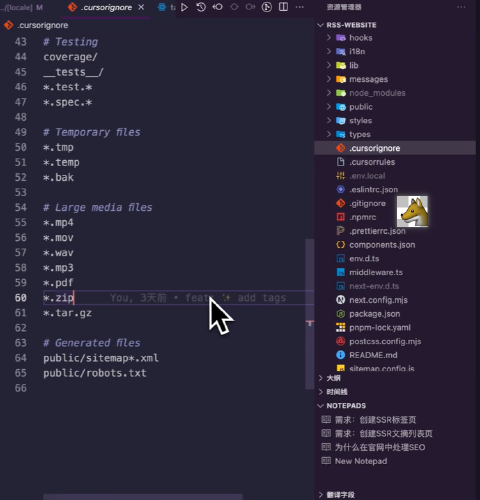 ../[locale] M
.cursorignore
.cursorignore
43 # Testing
44 coverage/
45 __tests__/
46 *.test.*
47 *.spec.*
48
49 # Temporary files
50 *.tmp
51 *.temp
52 *.bak
53
54 # Large media files
55 *.mp4
56 *.mov
57 *.wav
58 *.mp3
59 *.pdf
60 *.zip You, 3天前 • feat: ✨ add tags
61 *.tar.gz
62
63 # Generated files
64 public/sitemap*.xml
65 public/robots.txt
66
资源管理器
RSS-WEBSITE
hooks
i18n
lib
messages
node_modules
public
styles
types
.cursorignore
.cursorrules
.env.local
.eslintrc.json
.gitignore
.npmrc
.prettierrc.json
components.json
env.d.ts
middleware.ts
next-env.d.ts
next.config.mjs
package.json
pnpm-lock.yaml
postcss.config.mjs
README.md
sitemap.config.js
大纲
时间线
NOTEPADS
需求：创建SSR标签页
需求：创建SSR文摘列表页
为什么在官网中处理SEO
New Notepad
翻译字段